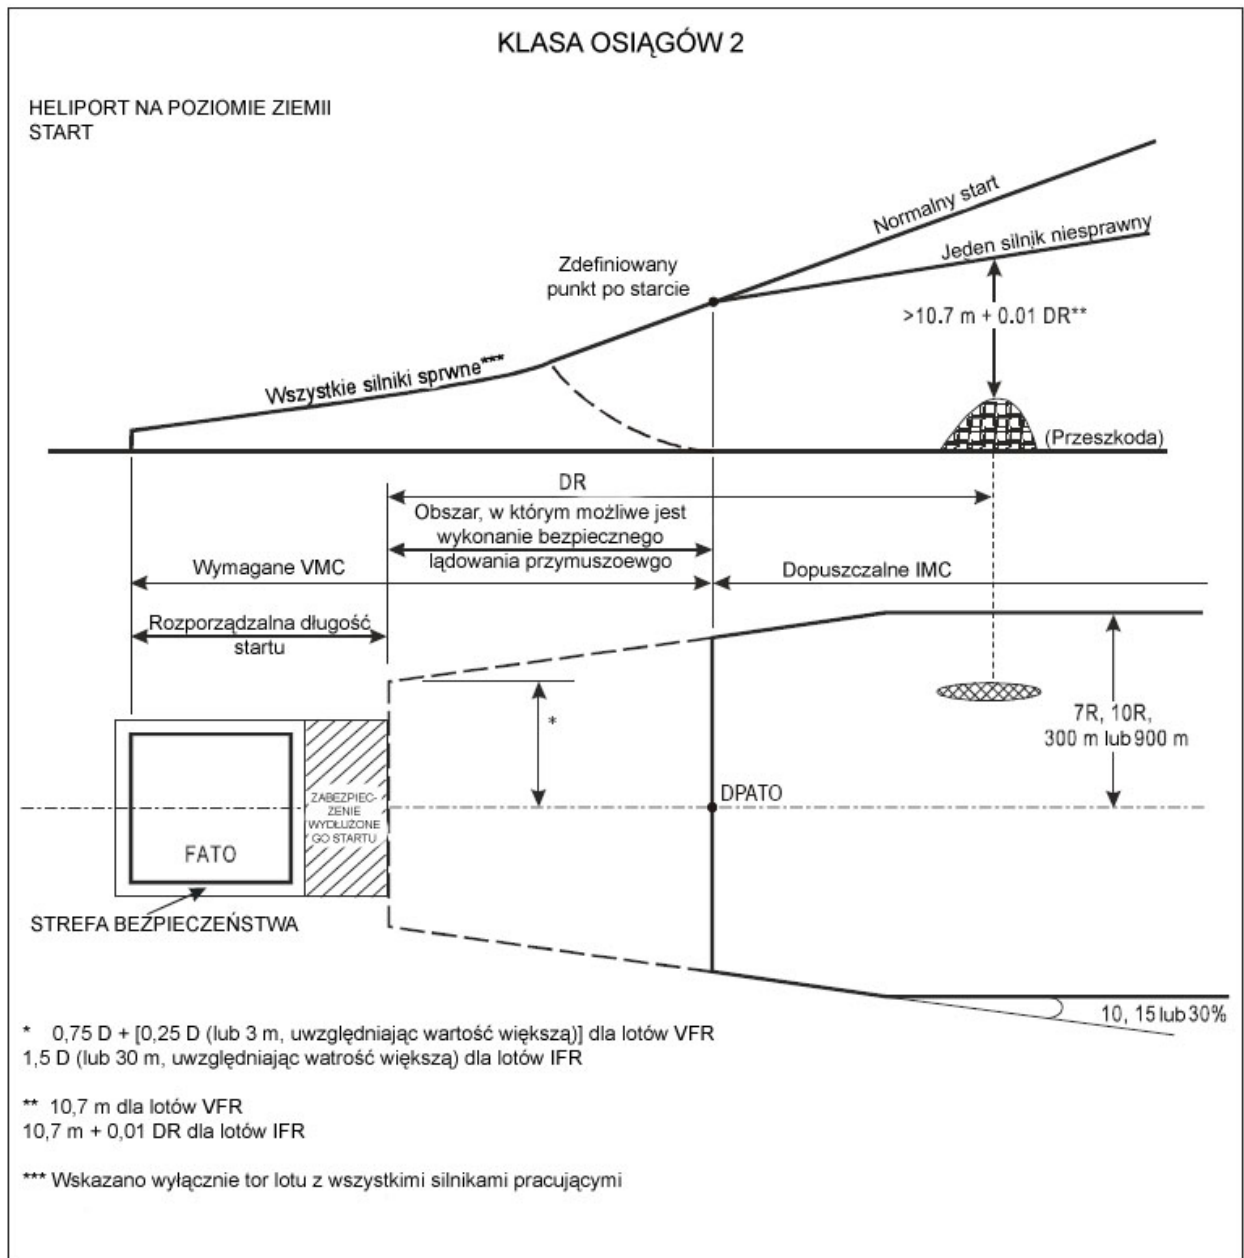 KLASA OSIĄGÓW 2
HELIPORT NA POZIOMIE ZIEMII
START
Normalny start
Jeden silnik niesprawny
Zdefiniowany
punkt po starcie
>10.7 m + 0.01 DR**
Wszystkie silniki sprwne***
(Przeszkoda)
DR
Obszar, w którym możliwe jest
wykonanie bezpiecznego
lądowania przymuszoewgo
Wymagane VMC
Dopuszczalne IMC
Rozporządzalna długość
startu
*
7R, 10R,
300 m lub 900 m
DPATO
ZABEZPIEC-
ZENIE
WYDŁUŻONE
GO STARTU
FATO
STREFA BEZPIECZEŃSTWA
10, 15 lub 30%
* 0,75 D + [0,25 D (lub 3 m, uwzględniając wartość większą)] dla lotów VFR
1,5 D (lub 30 m, uwzględniając watrość większą) dla lotów IFR
** 10,7 m dla lotów VFR
10,7 m + 0,01 DR dla lotów IFR
*** Wskazano wyłącznie tor lotu z wszystkimi silnikami pracującymi